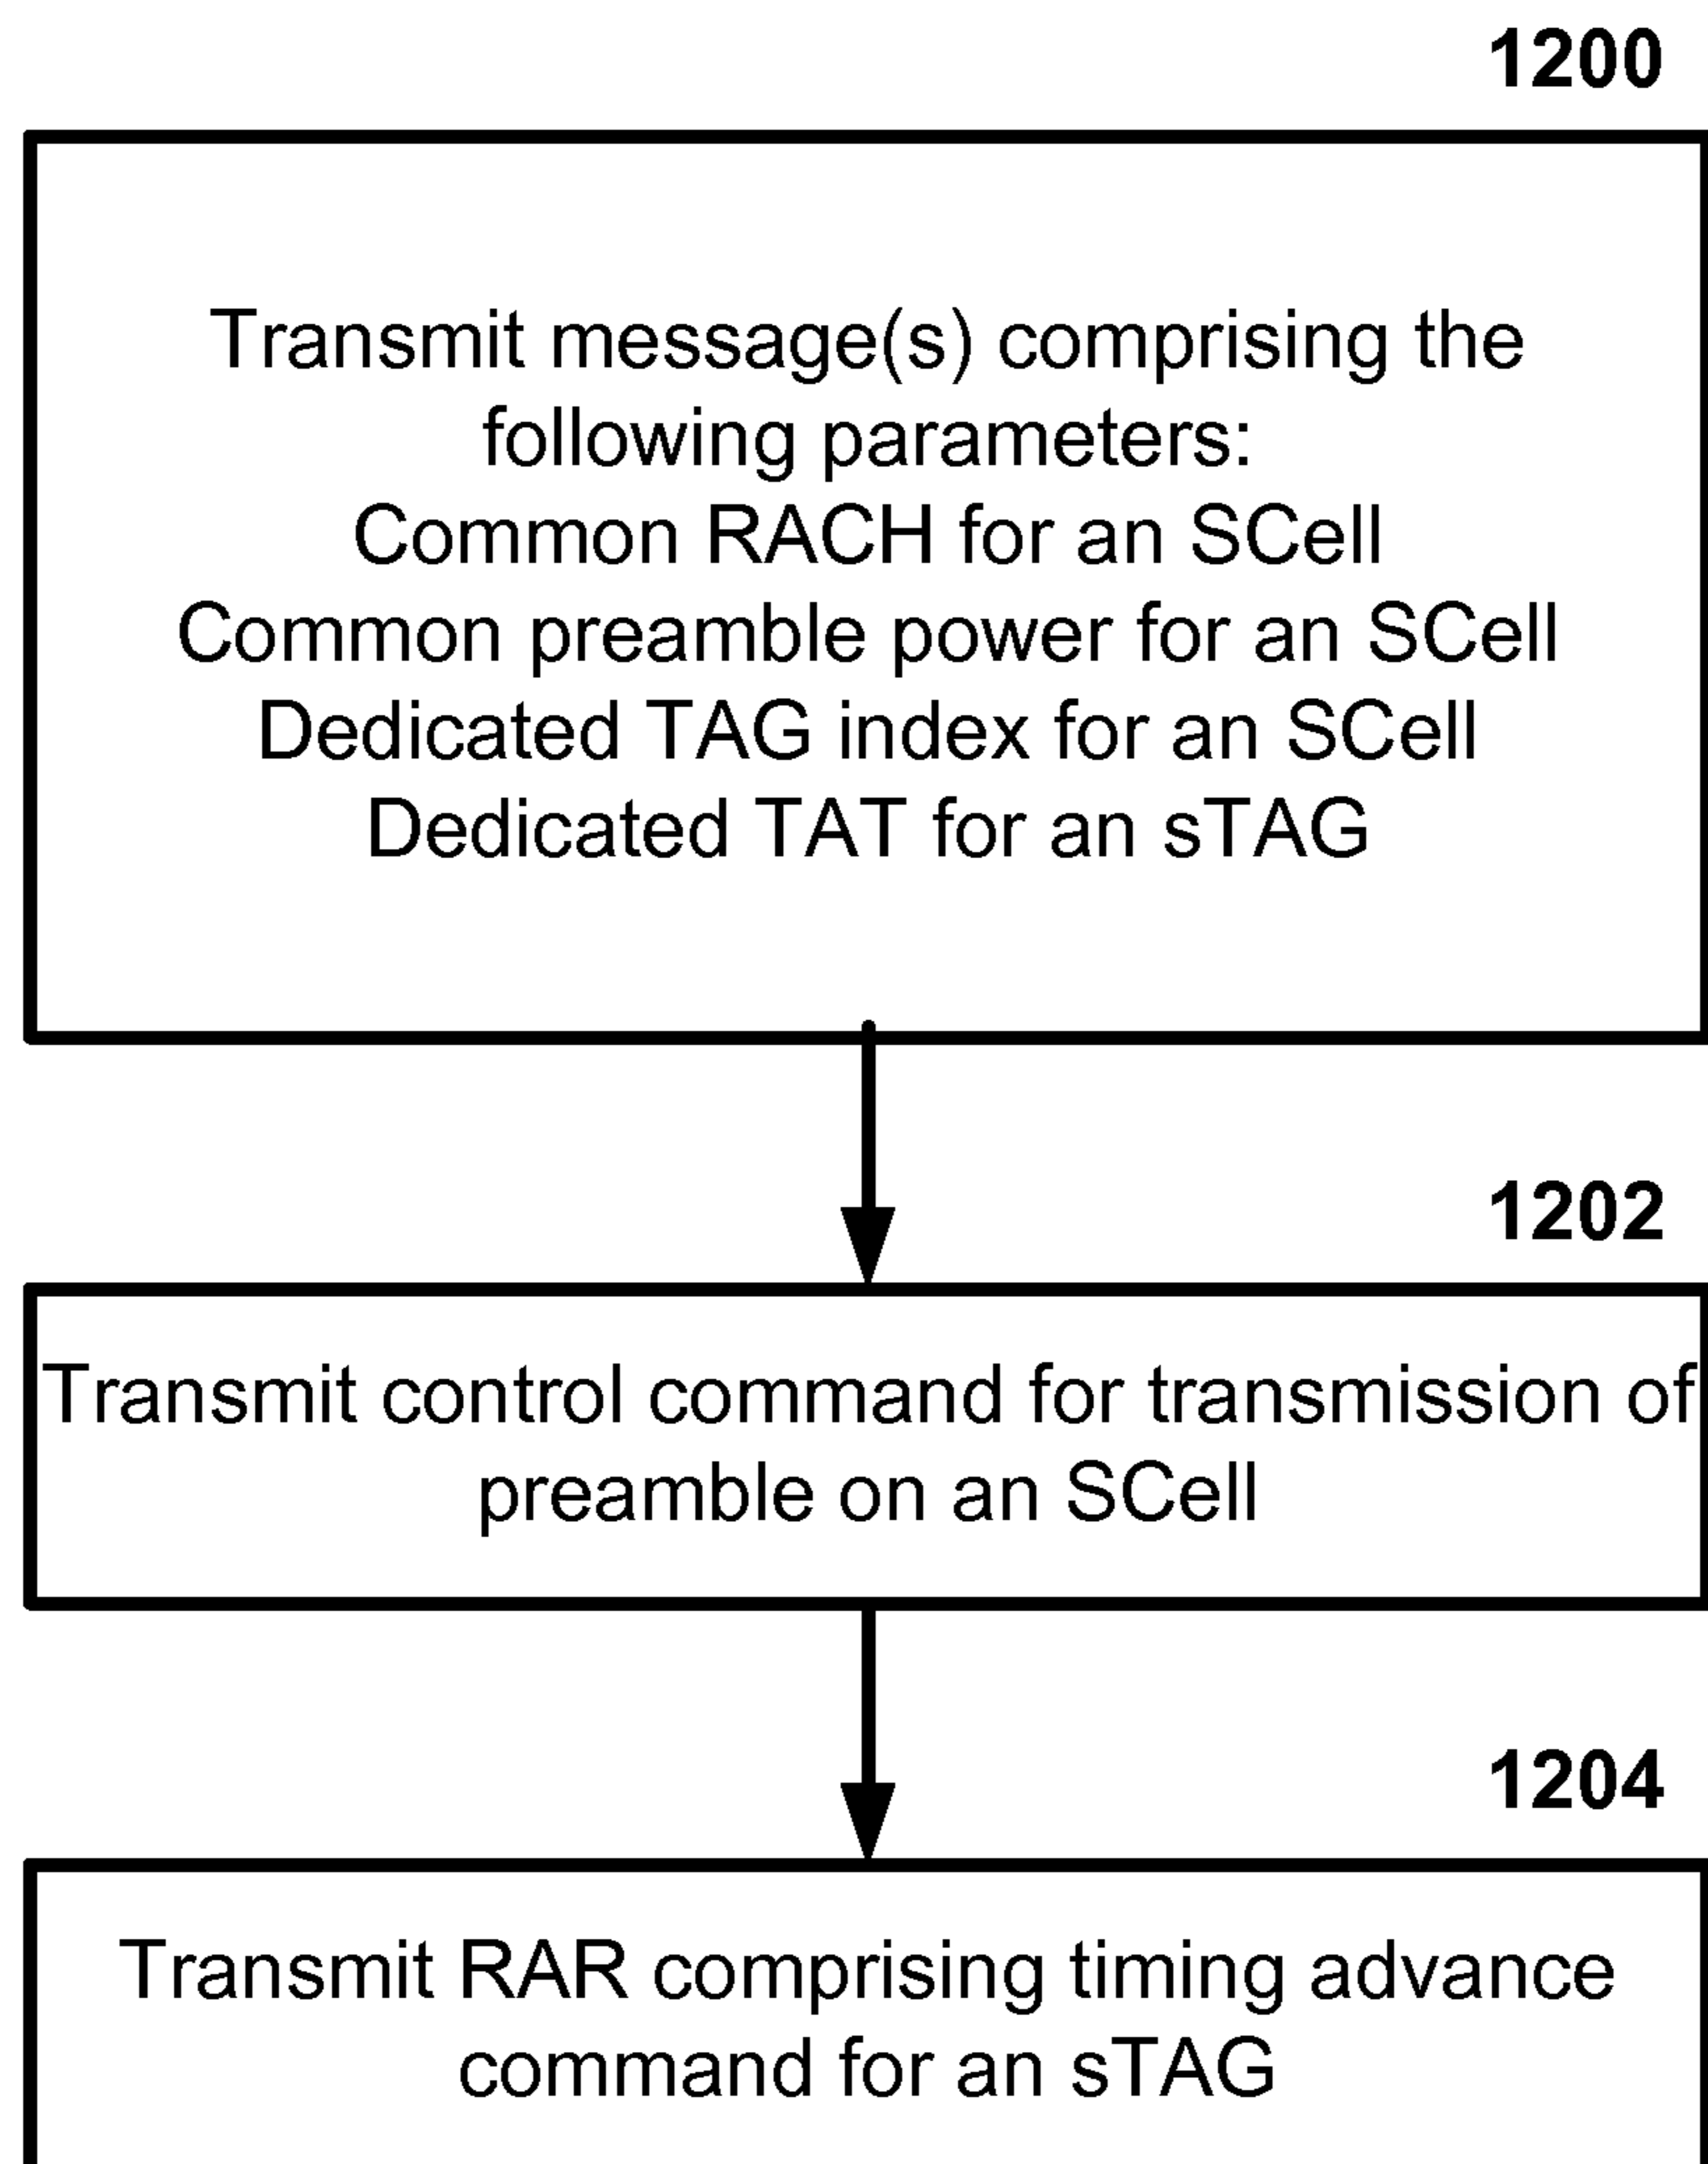 1200
Transmit message(s) comprising the
following parameters:
Common RACH for an SCell
Common preamble power for an SCell
Dedicated TAG index for an SCell
Dedicated TAT for an sTAG
1202
Transmit control command for transmission of
preamble on an SCell
1204
Transmit RAR comprising timing advance
command for an sTAG